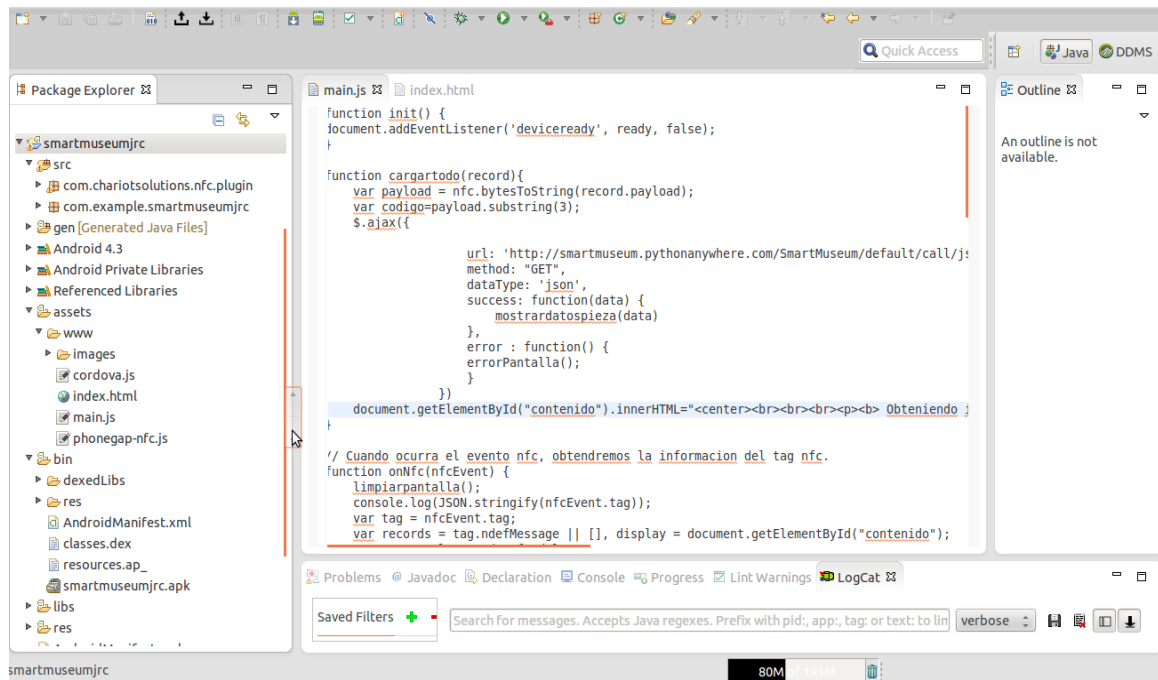 Quick Access
Java
DDMS
Package Explorer
smartmuseumjrc
src
com.chariotsolutions.nfc.plugin
com.example.smartmuseumjrc
gen [Generated Java Files]
Android 4.3
Android Private Libraries
Referenced Libraries
assets
www
images
cordova.js
index.html
main.js
phonegap-nfc.js
bin
dexedLibs
res
AndroidManifest.xml
classes.dex
resources.ap_
smartmuseumjrc.apk
libs
res
main.js
index.html
function init() {
document.addEventListener('deviceready', ready, false);
}
function cargartodo(record){
var payload = nfc.bytesToString(record.payload);
var codigo=payload.substring(3);
$.ajax({
url: 'http://smartmuseum.pythonanywhere.com/SmartMuseum/default/call/js
method: "GET",
dataType: 'json',
success: function(data) {
mostrardatospieza(data)
},
error : function() {
errorPantalla();
}
})
document.getElementById("contenido").innerHTML="<center><br><br><br><p><b> Obteniendo i
}
// Cuando ocurra el evento nfc, obtendremos la informacion del tag nfc.
function onNfc(nfcEvent) {
limpiarpantalla();
console.log(JSON.stringify(nfcEvent.tag));
var tag = nfcEvent.tag;
var records = tag.ndefMessage || [], display = document.getElementById("contenido");
Outline
An outline is not
available.
Problems @ Javadoc Declaration Console Progress Lint Warnings LogCat
Saved Filters
Search for messages. Accepts Java regexes. Prefix with pid:, app:, tag: or text: to lim
verbose
smartmuseumjrc
80M of 191M